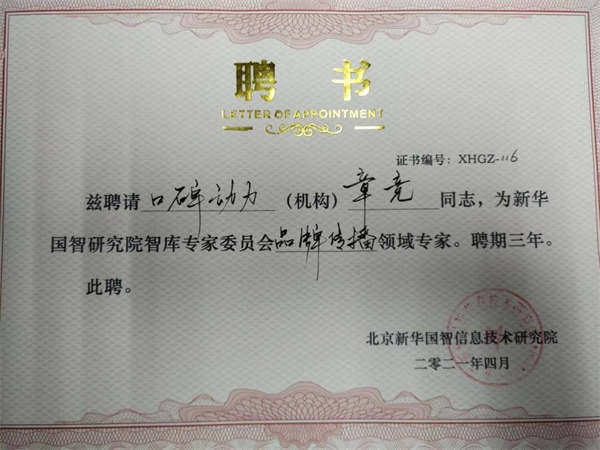 聘 书
LETTER OF APPOINTMENT
证书编号：XHGZ-116
兹聘请 口碑动力 （机构） 章亮 同志，为新华
国智研究院智库专家委员会品牌传播领域专家。聘期三年。
此聘。
北京新华国智信息技术研究院
二零二一年四月